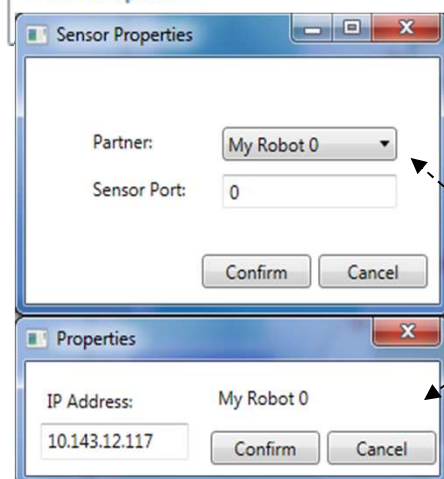 Sensor Properties
Partner: My Robot 0
Sensor Port: 0
Confirm Cancel
Properties
IP Address: My Robot 0
10.143.12.117 Confirm Cancel